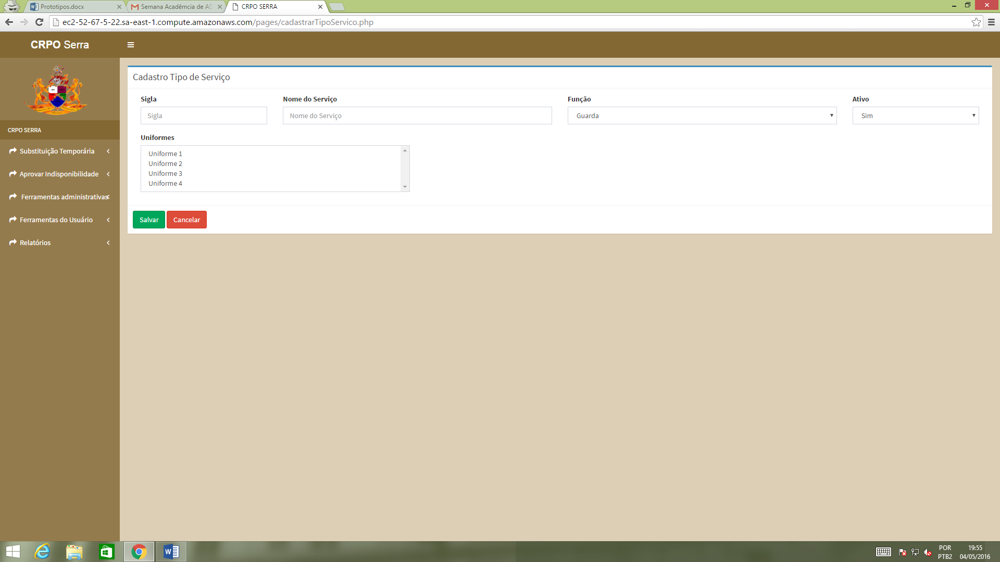 Prototipos.docx
Semana Acadêmcia de AD
CRPO SERRA
ec2-52-67-5-22.sa-east-1.compute.amazonaws.com/pages/cadastrarTipoServico.php
CRPO Serra
CRPO SERRA
Substituição Temporária
Aprovar Indisponibilidade
Ferramentas administrativas
Ferramentas do Usuário
Relatórios
Cadastro Tipo de Serviço
Sigla
Nome do Serviço
Função
Ativo
Sigla
Nome do Serviço
Guarda
Sim
Uniformes
Uniforme 1
Uniforme 2
Uniforme 3
Uniforme 4
Salvar
Cancelar
POR
PTB2
19:55
04/05/2016